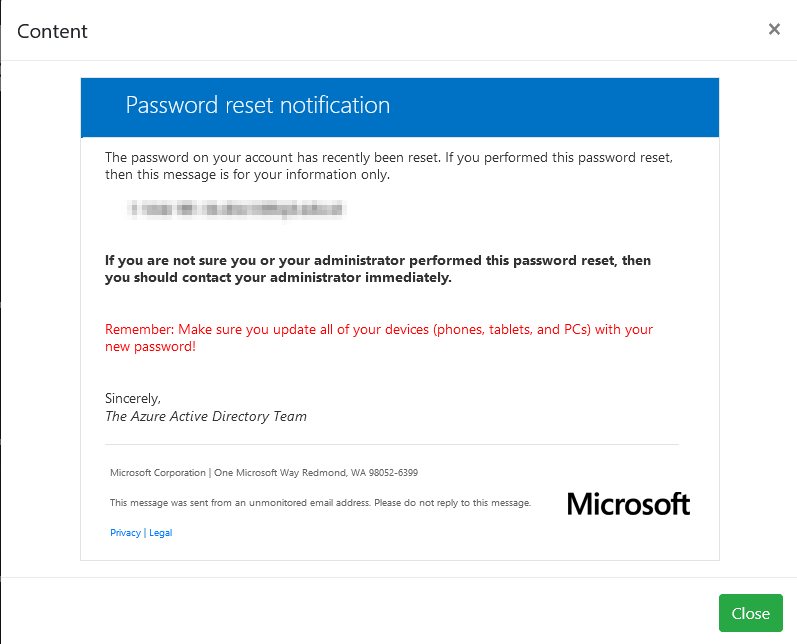 Content
×
Password reset notification
The password on your account has recently been reset. If you performed this password reset,
then this message is for your information only.
If you are not sure you or your administrator performed this password reset, then
you should contact your administrator immediately.
Remember: Make sure you update all of your devices (phones, tablets, and PCs) with your
new password!
Sincerely,
The Azure Active Directory Team
Microsoft Corporation | One Microsoft Way Redmond, WA 98052-6399
This message was sent from an unmonitored email address. Please do not reply to this message.
Microsoft
Privacy | Legal
Close